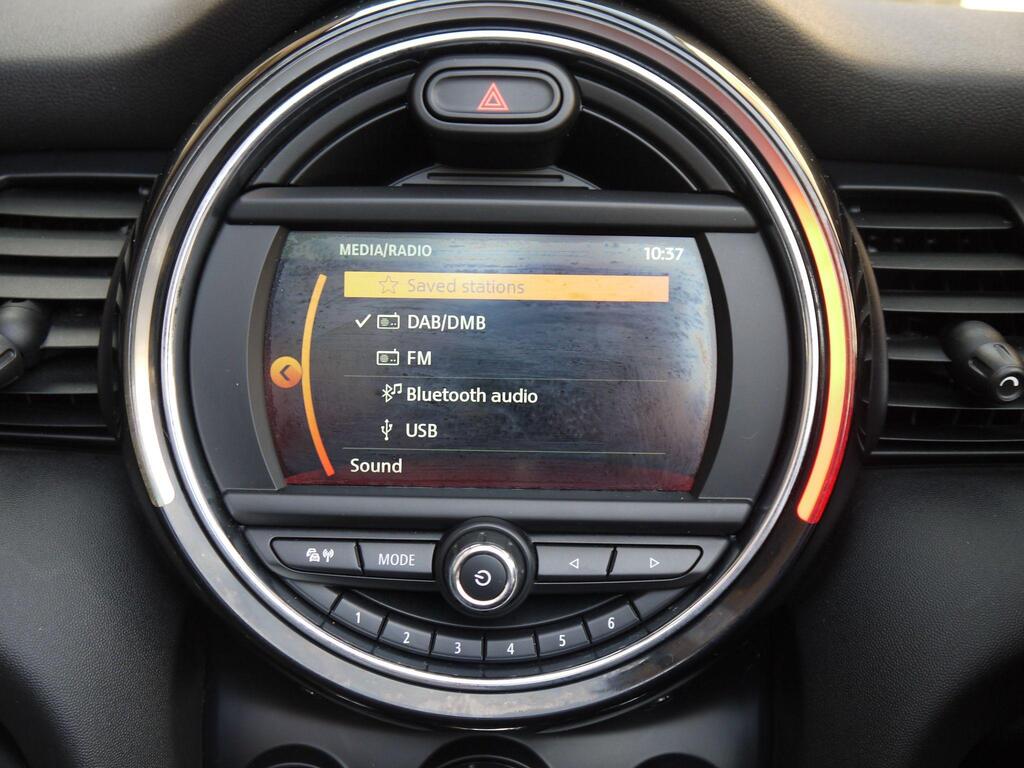 MEDIA/RADIO 10:37
Saved stations
DAB/DMB
FM
Bluetooth audio
USB
Sound
MODE
1 2 3 4 5 6